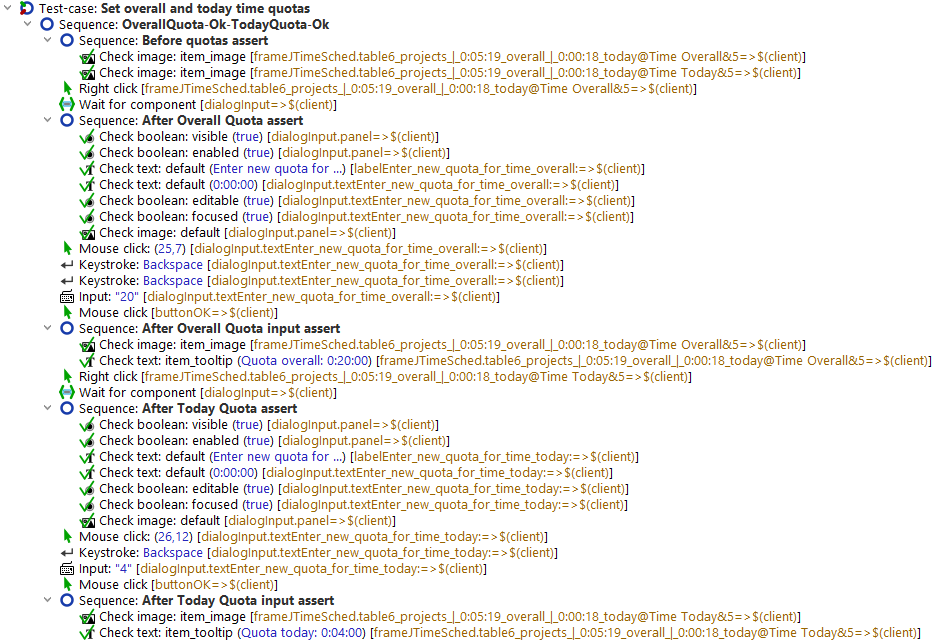 Test-case: Set overall and today time quotas
Sequence: OverallQuota-Ok-TodayQuota-Ok
Sequence: Before quotas assert
Check image: item_image [frameJTimeSched.table6_projects_|_0:05:19_overall_|_0:00:18_today@Time Overall&5=>$(client)]
Check image: item_image [frameJTimeSched.table6_projects_|_0:05:19_overall_|_0:00:18_today@Time Today&5=>$(client)]
Right click [frameJTimeSched.table6_projects_|_0:05:19_overall_|_0:00:18_today@Time Overall&5=>$(client)]
Wait for component [dialogInput=>$(client)]
Sequence: After Overall Quota assert
Check boolean: visible (true) [dialogInput.panel=>$(client)]
Check boolean: enabled (true) [dialogInput.panel=>$(client)]
Check text: default (Enter new quota for ...) [labelEnter_new_quota_for_time_overall:=>$(client)]
Check text: default (0:00:00) [dialogInput.textEnter_new_quota_for_time_overall:=>$(client)]
Check boolean: editable (true) [dialogInput.textEnter_new_quota_for_time_overall:=>$(client)]
Check boolean: focused (true) [dialogInput.textEnter_new_quota_for_time_overall:=>$(client)]
Check image: default [dialogInput.panel=>$(client)]
Mouse click: (25,7) [dialogInput.textEnter_new_quota_for_time_overall:=>$(client)]
Keystroke: Backspace [dialogInput.textEnter_new_quota_for_time_overall:=>$(client)]
Keystroke: Backspace [dialogInput.textEnter_new_quota_for_time_overall:=>$(client)]
Input: "20" [dialogInput.textEnter_new_quota_for_time_overall:=>$(client)]
Mouse click [buttonOK=>$(client)]
Sequence: After Overall Quota input assert
Check image: item_image [frameJTimeSched.table6_projects_|_0:05:19_overall_|_0:00:18_today@Time Overall&5=>$(client)]
Check text: item_tooltip (Quota overall: 0:20:00) [frameJTimeSched.table6_projects_|_0:05:19_overall_|_0:00:18_today@Time Overall&5=>$(client)]
Right click [frameJTimeSched.table6_projects_|_0:05:19_overall_|_0:00:18_today@Time Today&5=>$(client)]
Wait for component [dialogInput=>$(client)]
Sequence: After Today Quota assert
Check boolean: visible (true) [dialogInput.panel=>$(client)]
Check boolean: enabled (true) [dialogInput.panel=>$(client)]
Check text: default (Enter new quota for ...) [labelEnter_new_quota_for_time_today:=>$(client)]
Check text: default (0:00:00) [dialogInput.textEnter_new_quota_for_time_today:=>$(client)]
Check boolean: editable (true) [dialogInput.textEnter_new_quota_for_time_today:=>$(client)]
Check boolean: focused (true) [dialogInput.textEnter_new_quota_for_time_today:=>$(client)]
Check image: default [dialogInput.panel=>$(client)]
Mouse click: (26,12) [dialogInput.textEnter_new_quota_for_time_today:=>$(client)]
Keystroke: Backspace [dialogInput.textEnter_new_quota_for_time_today:=>$(client)]
Input: "4" [dialogInput.textEnter_new_quota_for_time_today:=>$(client)]
Mouse click [buttonOK=>$(client)]
Sequence: After Today Quota input assert
Check image: item_image [frameJTimeSched.table6_projects_|_0:05:19_overall_|_0:00:18_today@Time Today&5=>$(client)]
Check text: item_tooltip (Quota today: 0:04:00) [frameJTimeSched.table6_projects_|_0:05:19_overall_|_0:00:18_today@Time Today&5=>$(client)]